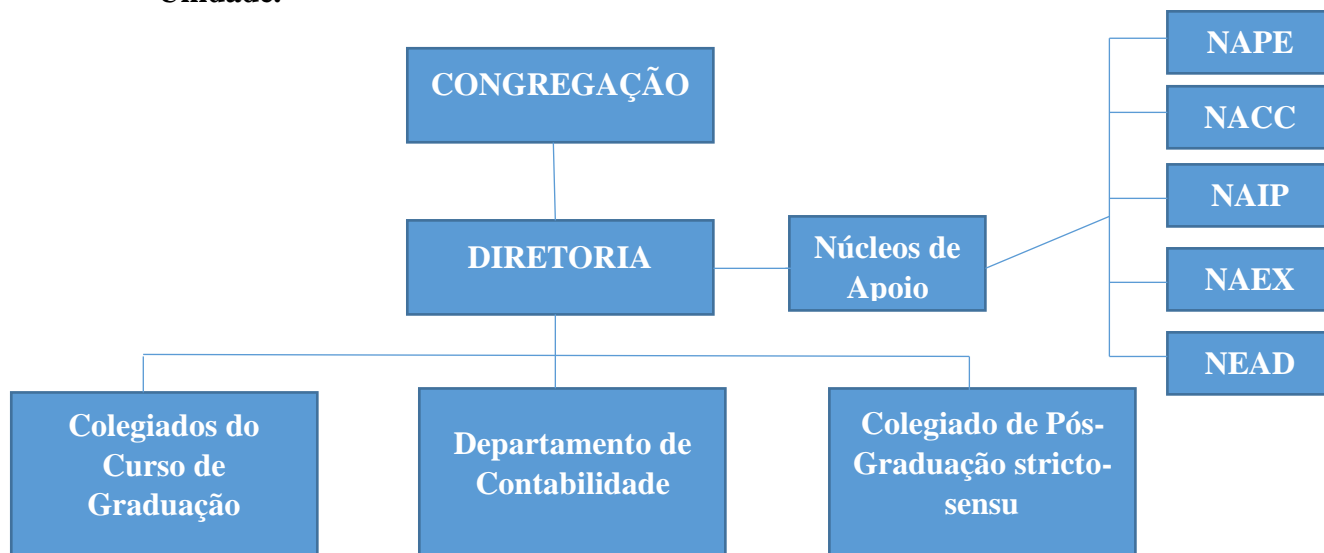 Unidade.
CONGREGAÇÃO
DIRETORIA
Núcleos de
Apoio
NAPE
NACC
NAIP
NAEX
NEAD
Colegiados do
Curso de
Graduação
Departamento de
Contabilidade
Colegiado de Pós-
Graduação stricto-
sensu